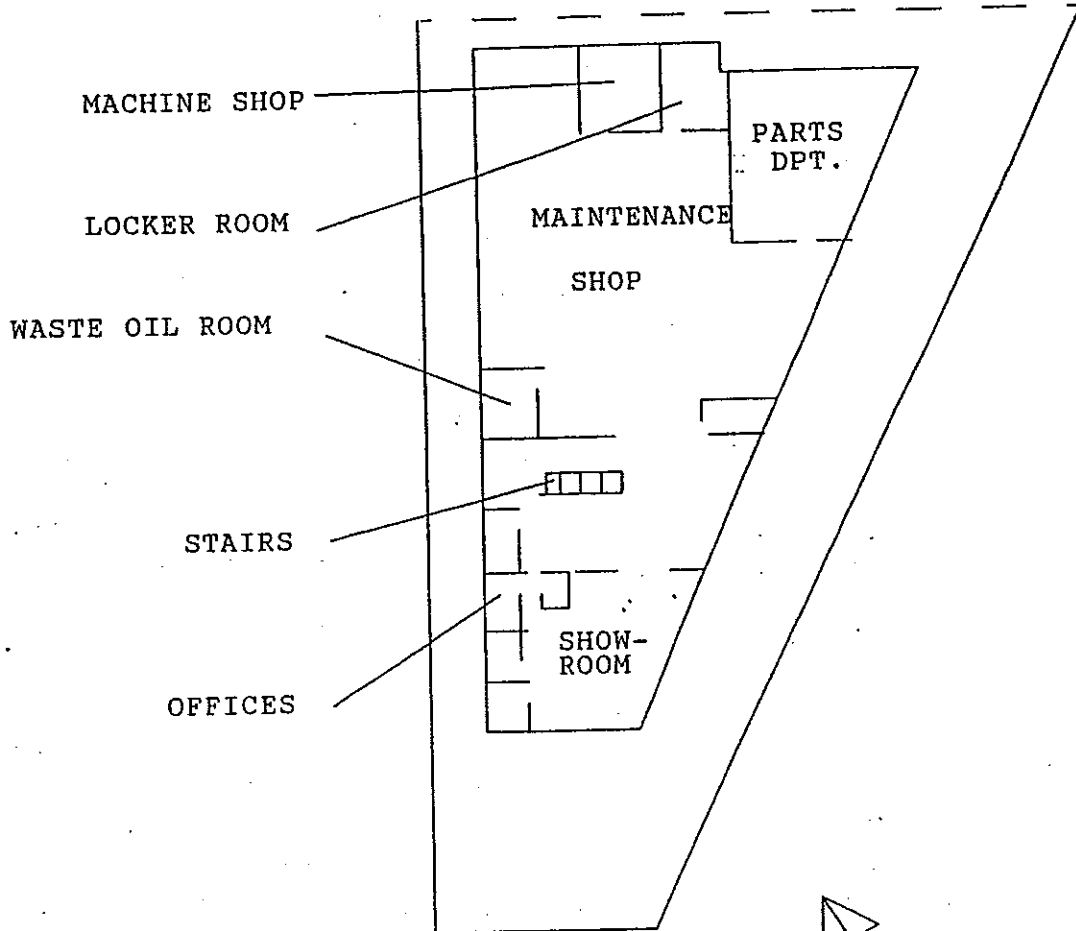 MACHINE SHOP
PARTS
DPT.
LOCKER ROOM
MAINTENANCE
SHOP
WASTE OIL ROOM
STAIRS
SHOW-
ROOM
OFFICES